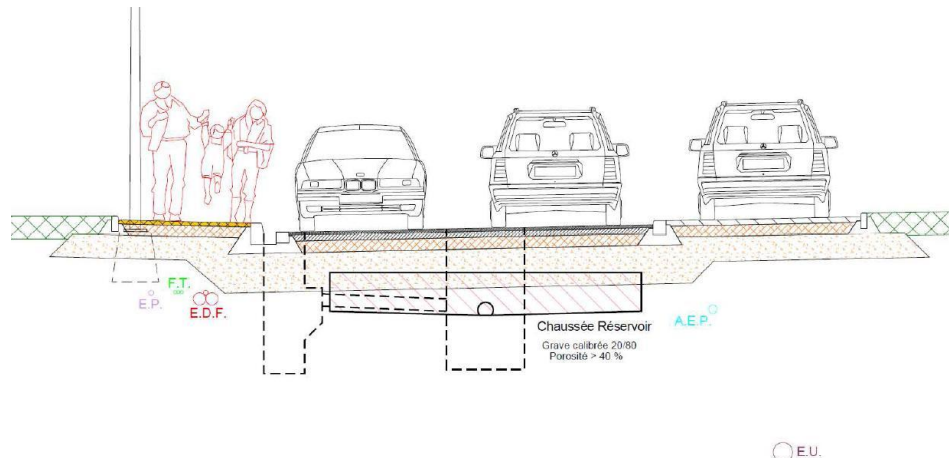 F.T.
E.P.
E.D.F.
Chaussée Réservoir
Grave calibrée 20/80
Porosité > 40 %
A.E.P.
E.U.